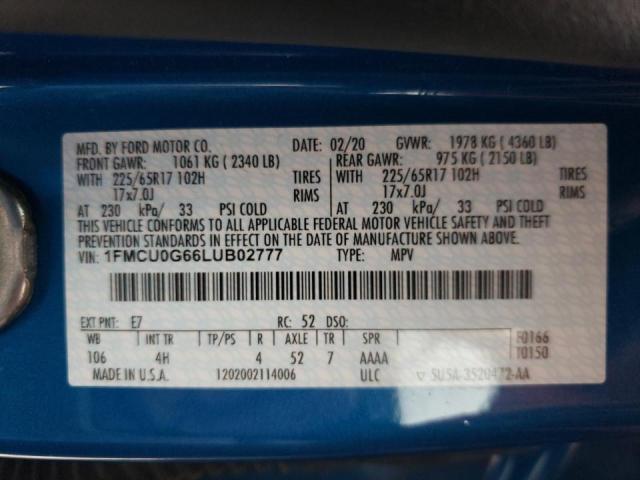 MFD. BY FORD MOTOR CO. DATE: 02/20 GVWR: 1978 KG ( 4360 LB)
FRONT GAWR: 1061 KG ( 2340 LB) REAR GAWR: 975 KG ( 2150 LB)
WITH 225/65R17 102H TIRES WITH 225/65R17 102H TIRES
17x7.0J RIMS 17x7.0J RIMS
AT 230 kPa/ 33 PSI COLD AT 230 kPa/ 33 PSI COLD
THIS VEHICLE CONFORMS TO ALL APPLICABLE FEDERAL MOTOR VEHICLE SAFETY AND THEFT
PREVENTION STANDARDS IN EFFECT ON THE DATE OF MANUFACTURE SHOWN ABOVE.
VIN: 1FMCU0G66LUB02777 TYPE: MPV
EXT PNT: E7 RC: 52 DSO:
WB INT TR TP/PS R AXLE TR SPR F0166
106 4H 4 52 7 AAAA T0150
MADE IN U.S.A. 1202002114006 ULC ▽ 5U5A-3520472-AA